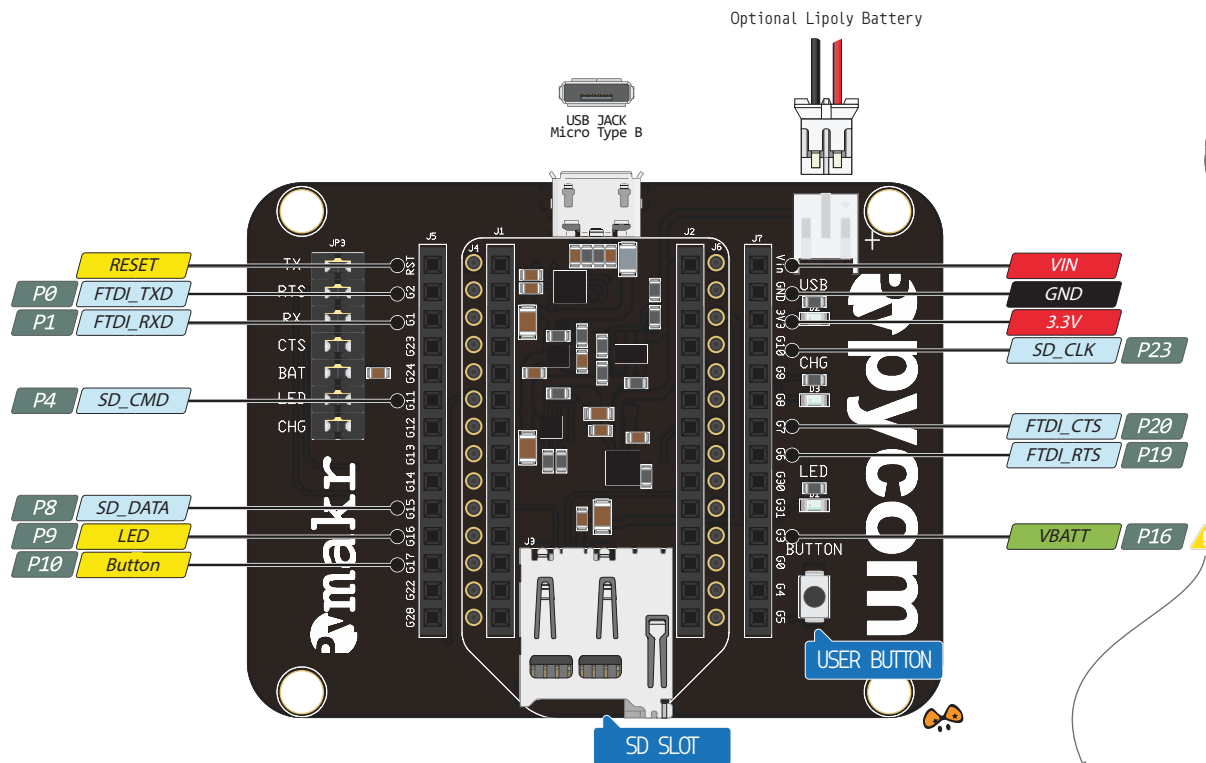 Optional Lipoly Battery
USB JACK
Micro Type B
JP3
J5
J4
J1
J2
J6
J7
+
RESET
P0 FTDI_TXD
P1 FTDI_RXD
P4 SD_CMD
P8 SD_DATA
P9 LED
P10 Button
TX
RTS
RX
CTS
BAT
LED
CHG
RST
G2
G1
G23
G24
G11
G12
G13
G14
G15
G16
G17
G22
G28
Vin
GND
3V3
G10
G9
G8
G7
G6
G30
G31
G3
G0
G4
G5
USB
D2
CHG
D3
LED
D1
BUTTON
VIN
GND
3.3V
SD_CLK P23
FTDI_CTS P20
FTDI_RTS P19
VBATT P16
Pymakr
pycom
J3
USER BUTTON
SD SLOT